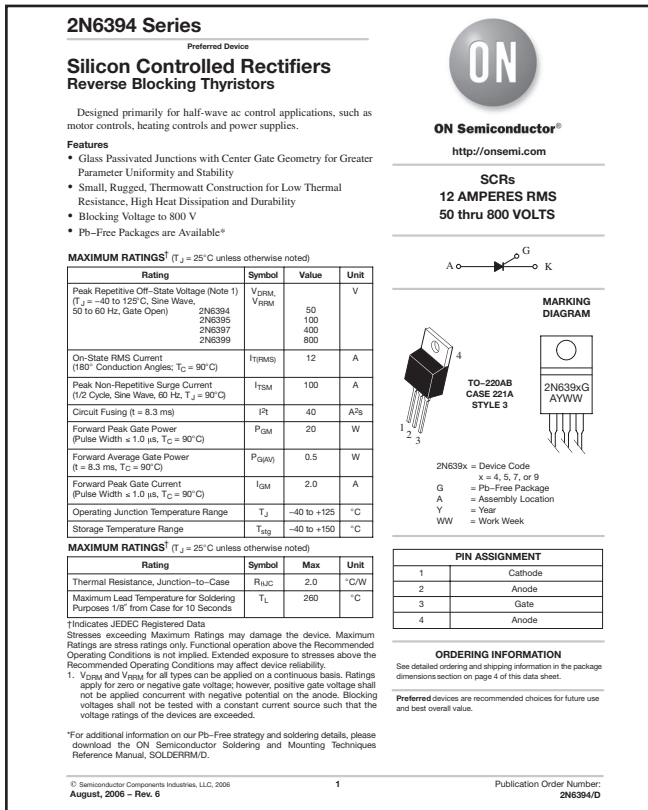 2N6394 Series
Preferred Device
Silicon Controlled Rectifiers
Reverse Blocking Thyristors
Designed primarily for half-wave ac control applications, such as
motor controls, heating controls and power supplies.
Features
• Glass Passivated Junctions with Center Gate Geometry for Greater
Parameter Uniformity and Stability
• Small, Rugged, Thermowatt Construction for Low Thermal
Resistance, High Heat Dissipation and Durability
• Blocking Voltage to 800 V
• Pb−Free Packages are Available*
MAXIMUM RATINGS† (TJ = 25°C unless otherwise noted)
Rating Symbol Value Unit
Peak Repetitive Off−State Voltage (Note 1) VDRM, V
(TJ = −40 to 125°C, Sine Wave, VRRM
50 to 60 Hz, Gate Open) 2N6394 50
2N6395 100
2N6397 400
2N6399 800
On-State RMS Current IT(RMS) 12 A
(180° Conduction Angles; TC = 90°C)
Peak Non-Repetitive Surge Current ITSM 100 A
(1/2 Cycle, Sine Wave, 60 Hz, TJ = 90°C)
Circuit Fusing (t = 8.3 ms) I2t 40 A2s
Forward Peak Gate Power PGM 20 W
(Pulse Width ≤ 1.0 μs, TC = 90°C)
Forward Average Gate Power PG(AV) 0.5 W
(t = 8.3 ms, TC = 90°C)
Forward Peak Gate Current IGM 2.0 A
(Pulse Width ≤ 1.0 μs, TC = 90°C)
Operating Junction Temperature Range TJ −40 to +125 °C
Storage Temperature Range Tstg −40 to +150 °C
MAXIMUM RATINGS† (TJ = 25°C unless otherwise noted)
Rating Symbol Max Unit
Thermal Resistance, Junction−to−Case RθJC 2.0 °C/W
Maximum Lead Temperature for Soldering TL 260 °C
Purposes 1/8″ from Case for 10 Seconds
†Indicates JEDEC Registered Data
Stresses exceeding Maximum Ratings may damage the device. Maximum
Ratings are stress ratings only. Functional operation above the Recommended
Operating Conditions is not implied. Extended exposure to stresses above the
Recommended Operating Conditions may affect device reliability.
1. VDRM and VRRM for all types can be applied on a continuous basis. Ratings
apply for zero or negative gate voltage; however, positive gate voltage shall
not be applied concurrent with negative potential on the anode. Blocking
voltages shall not be tested with a constant current source such that the
voltage ratings of the devices are exceeded.
*For additional information on our Pb−Free strategy and soldering details, please
download the ON Semiconductor Soldering and Mounting Techniques
Reference Manual, SOLDERRM/D.
ON
ON Semiconductor®
http://onsemi.com
SCRs
12 AMPERES RMS
50 thru 800 VOLTS
G
A K
MARKING
DIAGRAM
4
TO−220AB
CASE 221A
STYLE 3
1
2
3
2N639xG
AYWW
2N639x = Device Code
x = 4, 5, 7, or 9
G = Pb−Free Package
A = Assembly Location
Y = Year
WW = Work Week
PIN ASSIGNMENT
1 Cathode
2 Anode
3 Gate
4 Anode
ORDERING INFORMATION
See detailed ordering and shipping information in the package
dimensions section on page 4 of this data sheet.
Preferred devices are recommended choices for future use
and best overall value.
© Semiconductor Components Industries, LLC, 2006
August, 2006 − Rev. 6
1
Publication Order Number:
2N6394/D